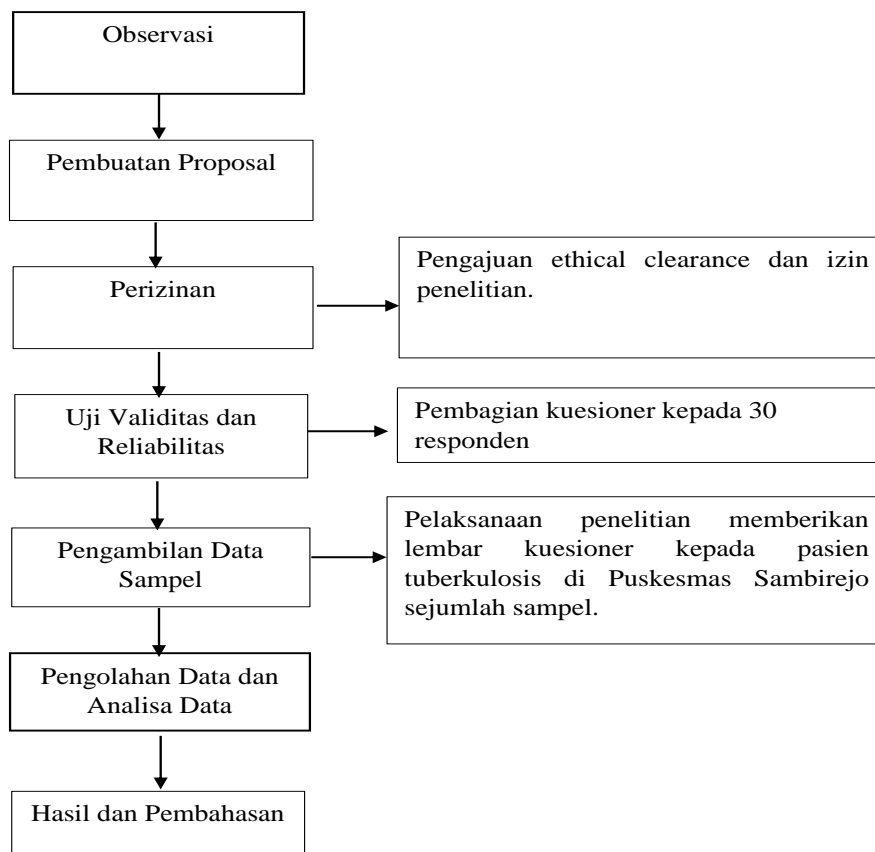 Observasi
Pembuatan Proposal
Perizinan
Pengajuan ethical clearance dan izin
penelitian.
Uji Validitas dan
Reliabilitas
Pembagian kuesioner kepada 30
responden
Pengambilan Data
Sampel
Pelaksanaan penelitian memberikan
lembar kuesioner kepada pasien
tuberkulosis di Puskesmas Sambirejo
sejumlah sampel.
Pengolahan Data dan
Analisa Data
Hasil dan Pembahasan